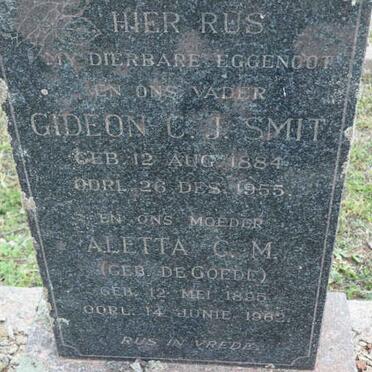 HIER RUS
MY DIERBARE EGGENOOT
EN ONS VADER
GIDEON C. J. SMIT
GEB. 12 AUG. 1884
OORL. 26 DES. 1955
EN ONS MOEDER
ALETTA C. M.
(GEB. DE GOEDE)
GEB. 12 MEI 1895
OORL. 14 JUNIE
RUS IN VREDE